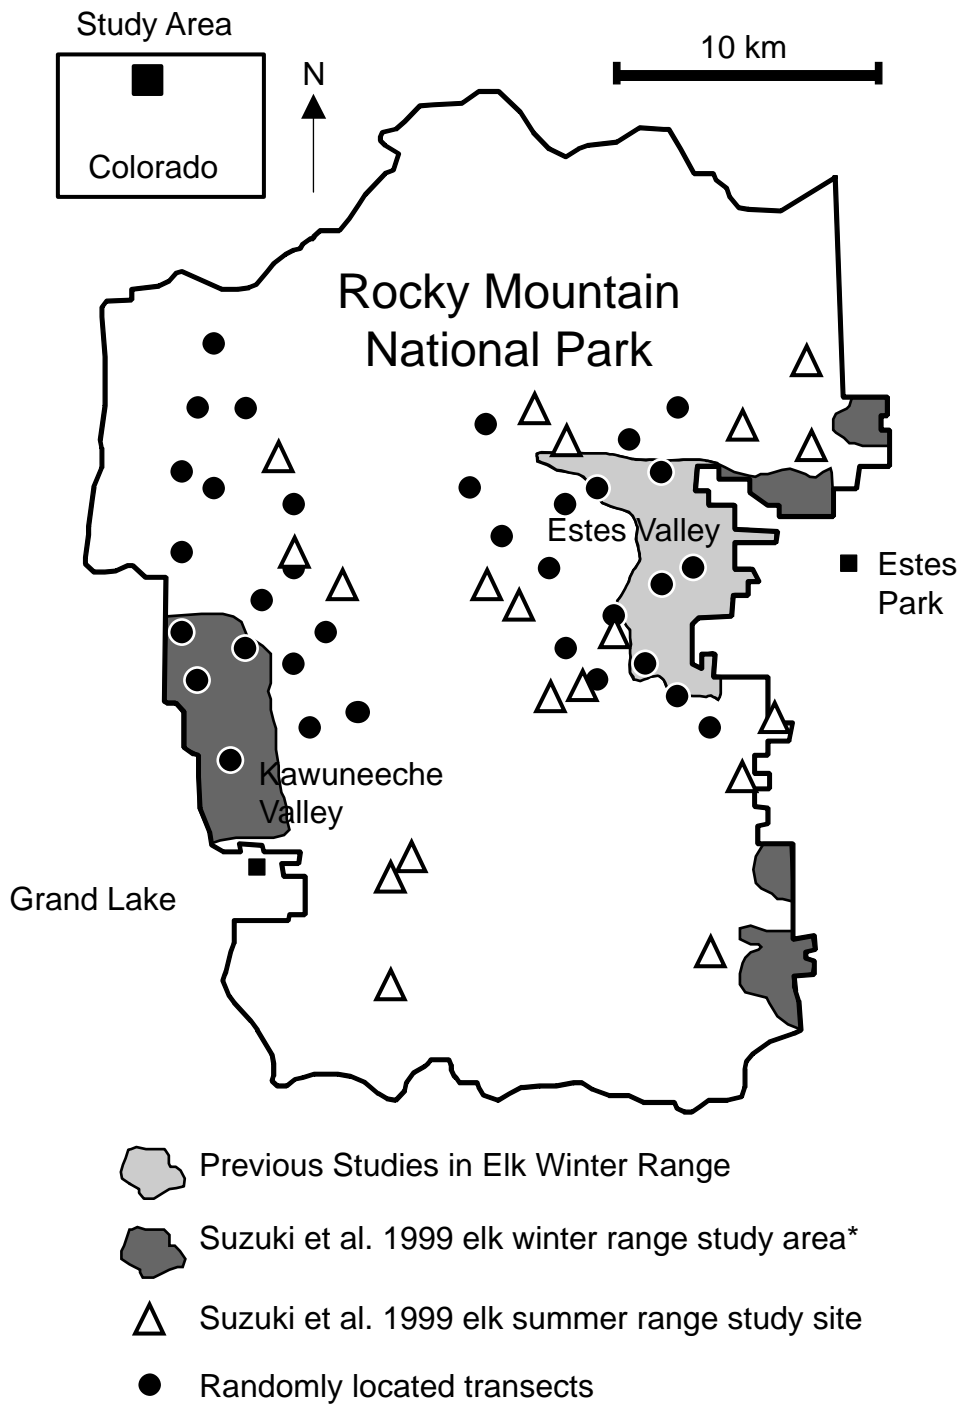 Study Area
Colorado
N
10 km
Rocky Mountain
National Park
Estes Valley
Estes
Park
Kawuneeche
Valley
Grand Lake
Previous Studies in Elk Winter Range
Suzuki et al. 1999 elk winter range study area*
Suzuki et al. 1999 elk summer range study site
Randomly located transects